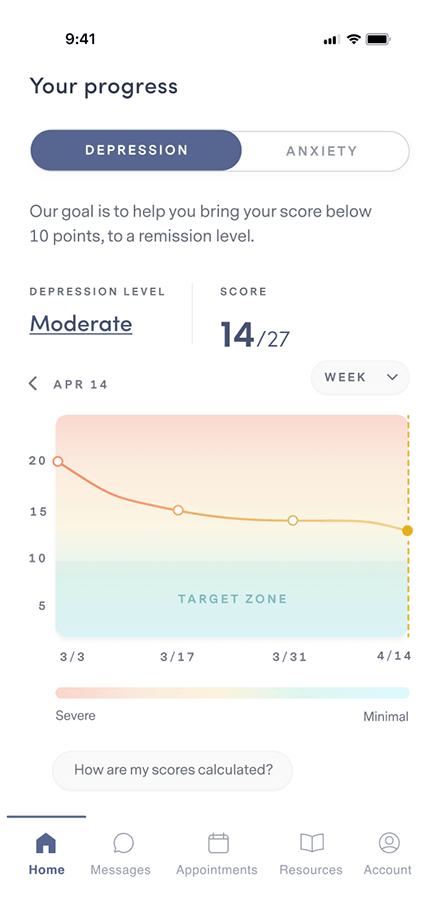 9:41
Your progress
DEPRESSION
ANXIETY
Our goal is to help you bring your score below
10 points, to a remission level.
DEPRESSION LEVEL
Moderate
SCORE
14/27
APR 14
WEEK
20
15
10
5
TARGET ZONE
3/3 3/17 3/31 4/14
Severe Minimal
How are my scores calculated?
Home Messages Appointments Resources Account